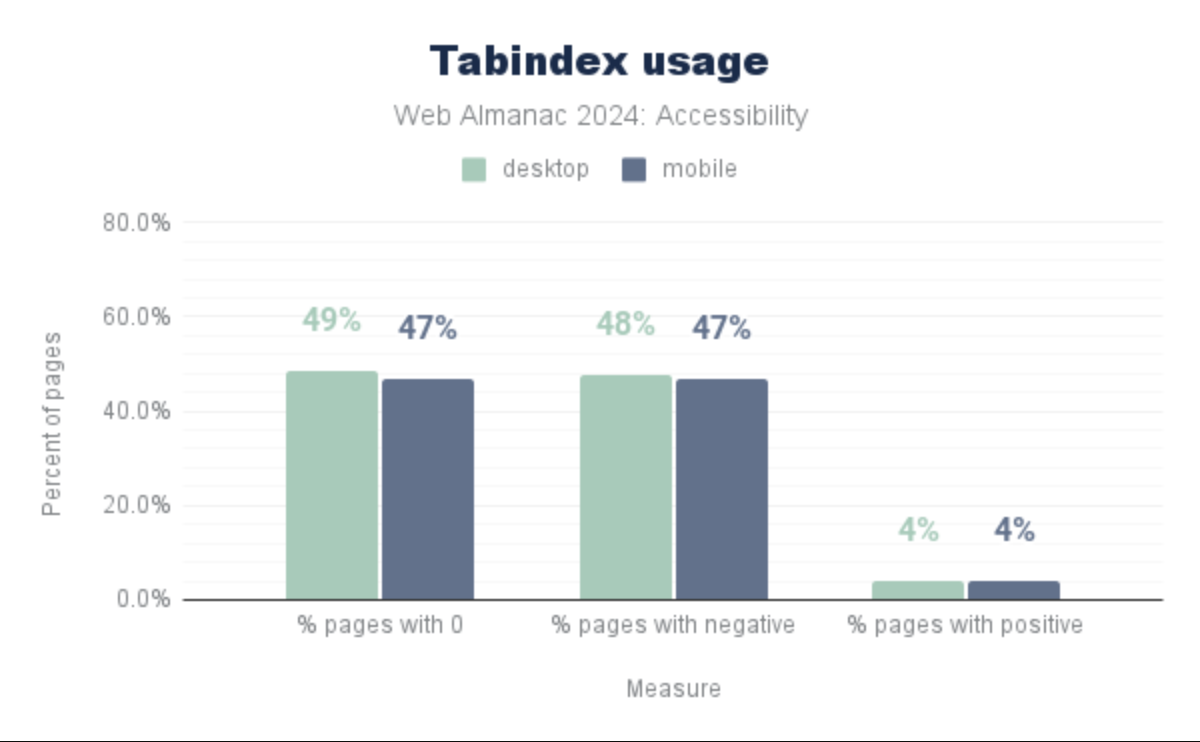 Tabindex usage
Web Almanac 2024: Accessibility
desktop mobile
80.0%
60.0%
40.0%
20.0%
0.0%
Percent of pages
49% 47% 48% 47% 4% 4%
% pages with 0 % pages with negative % pages with positive
Measure